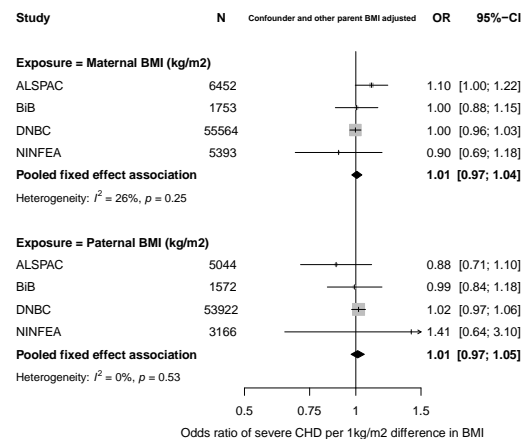 Study N Confounder and other parent BMI adjusted OR 95%−CI
Exposure = Maternal BMI (kg/m2)
ALSPAC 6452 1.10 [1.00; 1.22]
BiB 1753 1.00 [0.88; 1.15]
DNBC 55564 1.00 [0.96; 1.03]
NINFEA 5393 0.90 [0.69; 1.18]
Pooled fixed effect association 1.01 [0.97; 1.04]
Heterogeneity: I² = 26%, p = 0.25
Exposure = Paternal BMI (kg/m2)
ALSPAC 5044 0.88 [0.71; 1.10]
BiB 1572 0.99 [0.84; 1.18]
DNBC 53922 1.02 [0.97; 1.06]
NINFEA 3166 1.41 [0.64; 3.10]
Pooled fixed effect association 1.01 [0.97; 1.05]
Heterogeneity: I² = 0%, p = 0.53
0.5 0.75 1 1.5
Odds ratio of severe CHD per 1kg/m2 difference in BMI